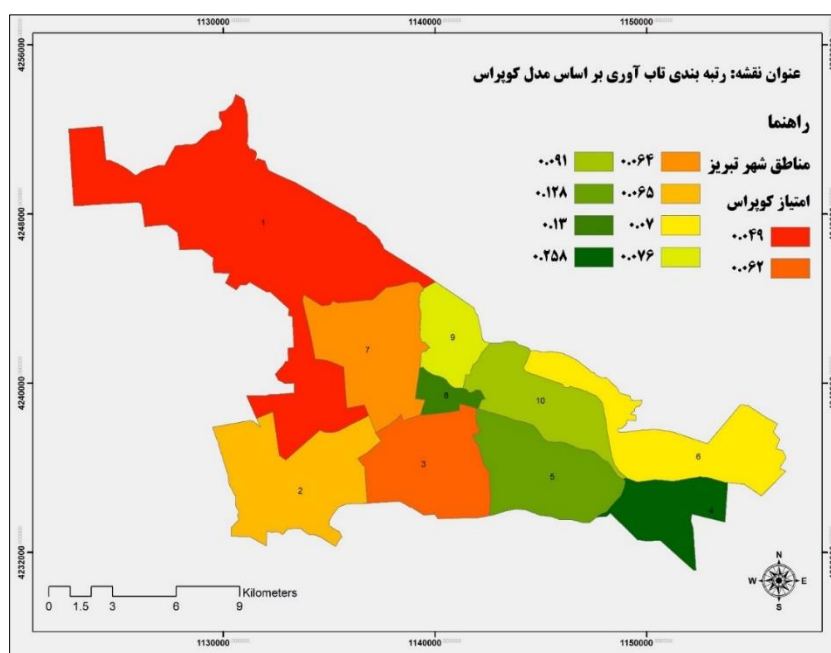 1130000 1140000 1150000
4256000
عنوان نقشه: رتبه بندی تاب آوری بر اساس مدل کوپراس
راهنما
مناطق شهر تبریز
امتیاز کوپراس
۰.۰۴۹
۰.۰۶۲
۰.۰۶۴
۰.۰۶۵
۰.۰۷
۰.۰۷۶
۰.۰۹۱
۰.۱۲۸
۰.۱۳
۰.۲۵۸
4248000
4240000
4232000
1
7
9
8
10
6
3
2
5
N
W E
S
0 1.5 3 6 9 Kilometers
1130000 1140000 1150000